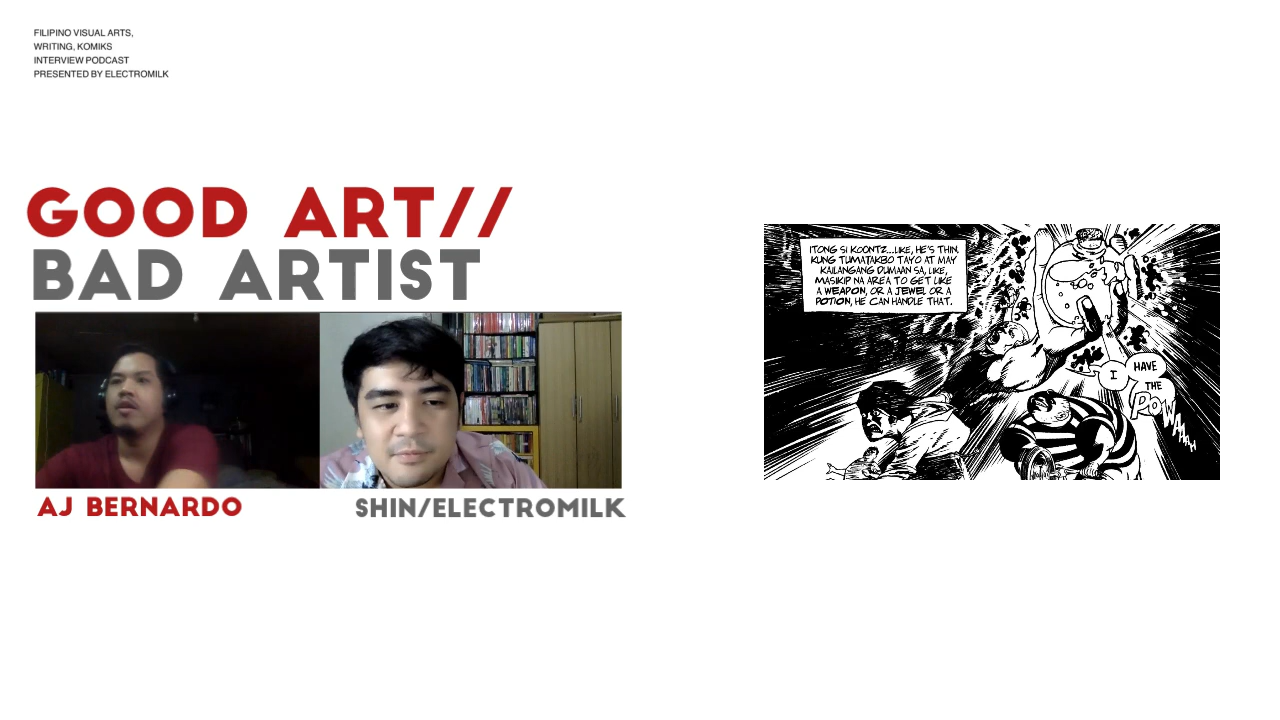 FILIPINO VISUAL ARTS,
WRITING, KOMIKS
INTERVIEW PODCAST
PRESENTED BY ELECTROMILK
GOOD ART//
BAD ARTIST
AJ BERNARDO
SHIN/ELECTROMILK
ITONG SI KOONTZ...LIKE, HE'S THIN.
KUNG TUMATAKBO TAYO AT MAY
KAILANGANG DUMAAN SA, LIKE,
MASIKIP NA AREA TO GET LIKE
A WEAPON, OR A JEWEL OR A
POTION, HE CAN HANDLE THAT.
I
HAVE
THE
POWAAAH